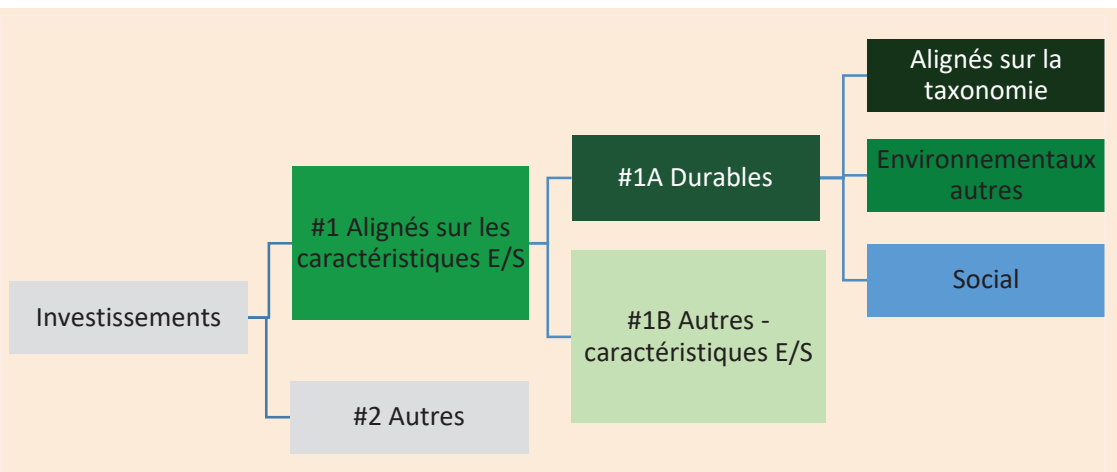 Investissements
#1 Alignés sur les
caractéristiques E/S
#2 Autres
#1A Durables
#1B Autres -
caractéristiques E/S
Alignés sur la
taxonomie
Environnementaux
autres
Social